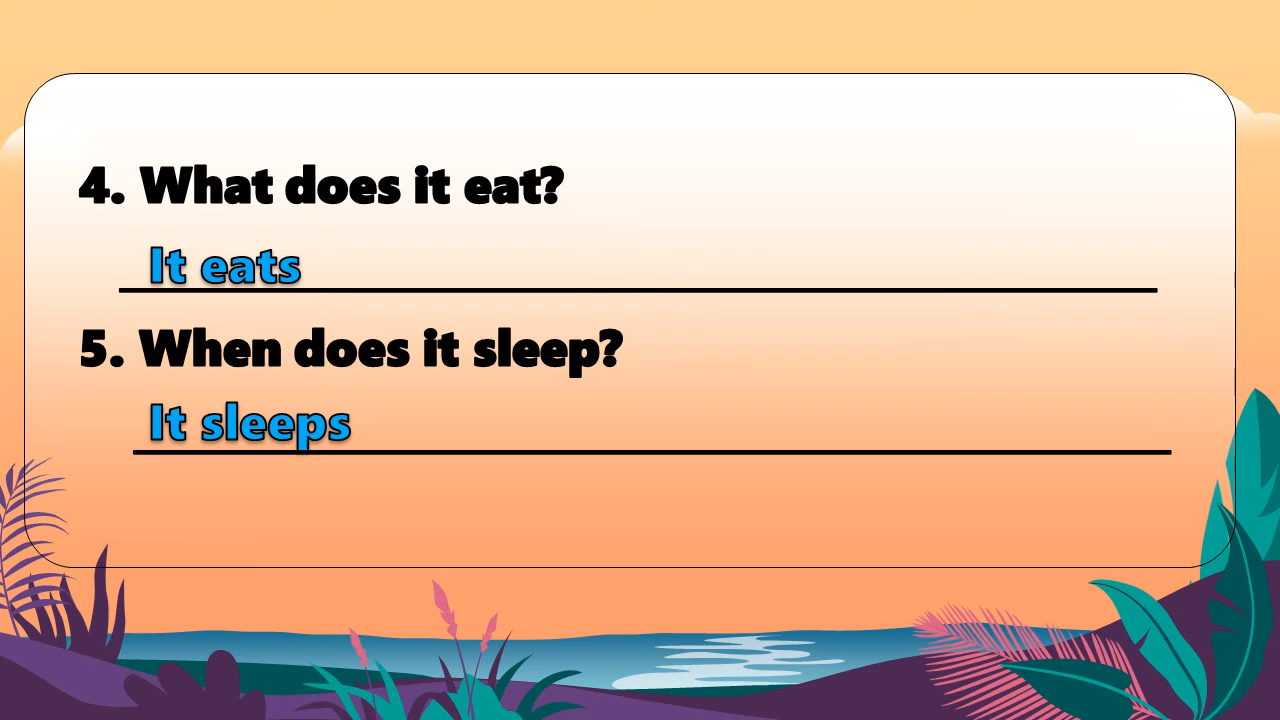 4. What does it eat?
It eats
5. When does it sleep?
It sleeps